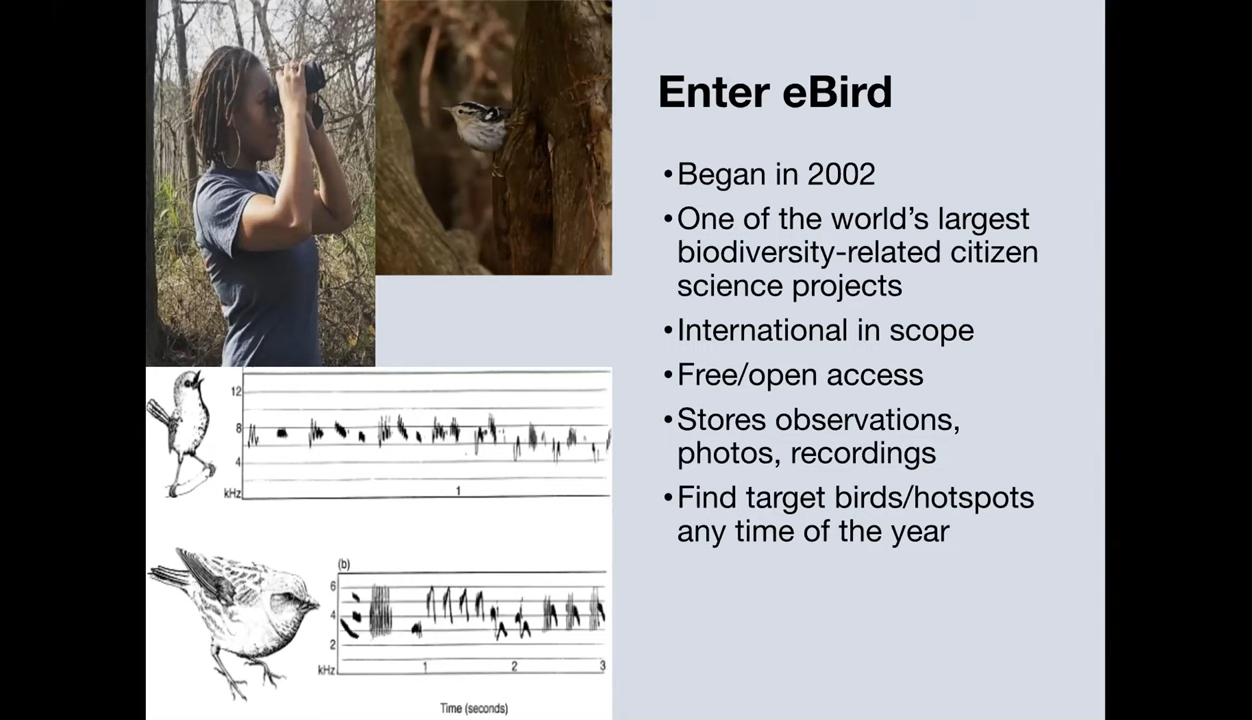 Enter eBird
•Began in 2002
•One of the world’s largest
biodiversity-related citizen
science projects
•International in scope
•Free/open access
•Stores observations,
photos, recordings
•Find target birds/hotspots
any time of the year
12
8
4
kHz
1
(b)
6
4
2
kHz
1
2
3
Time (seconds)